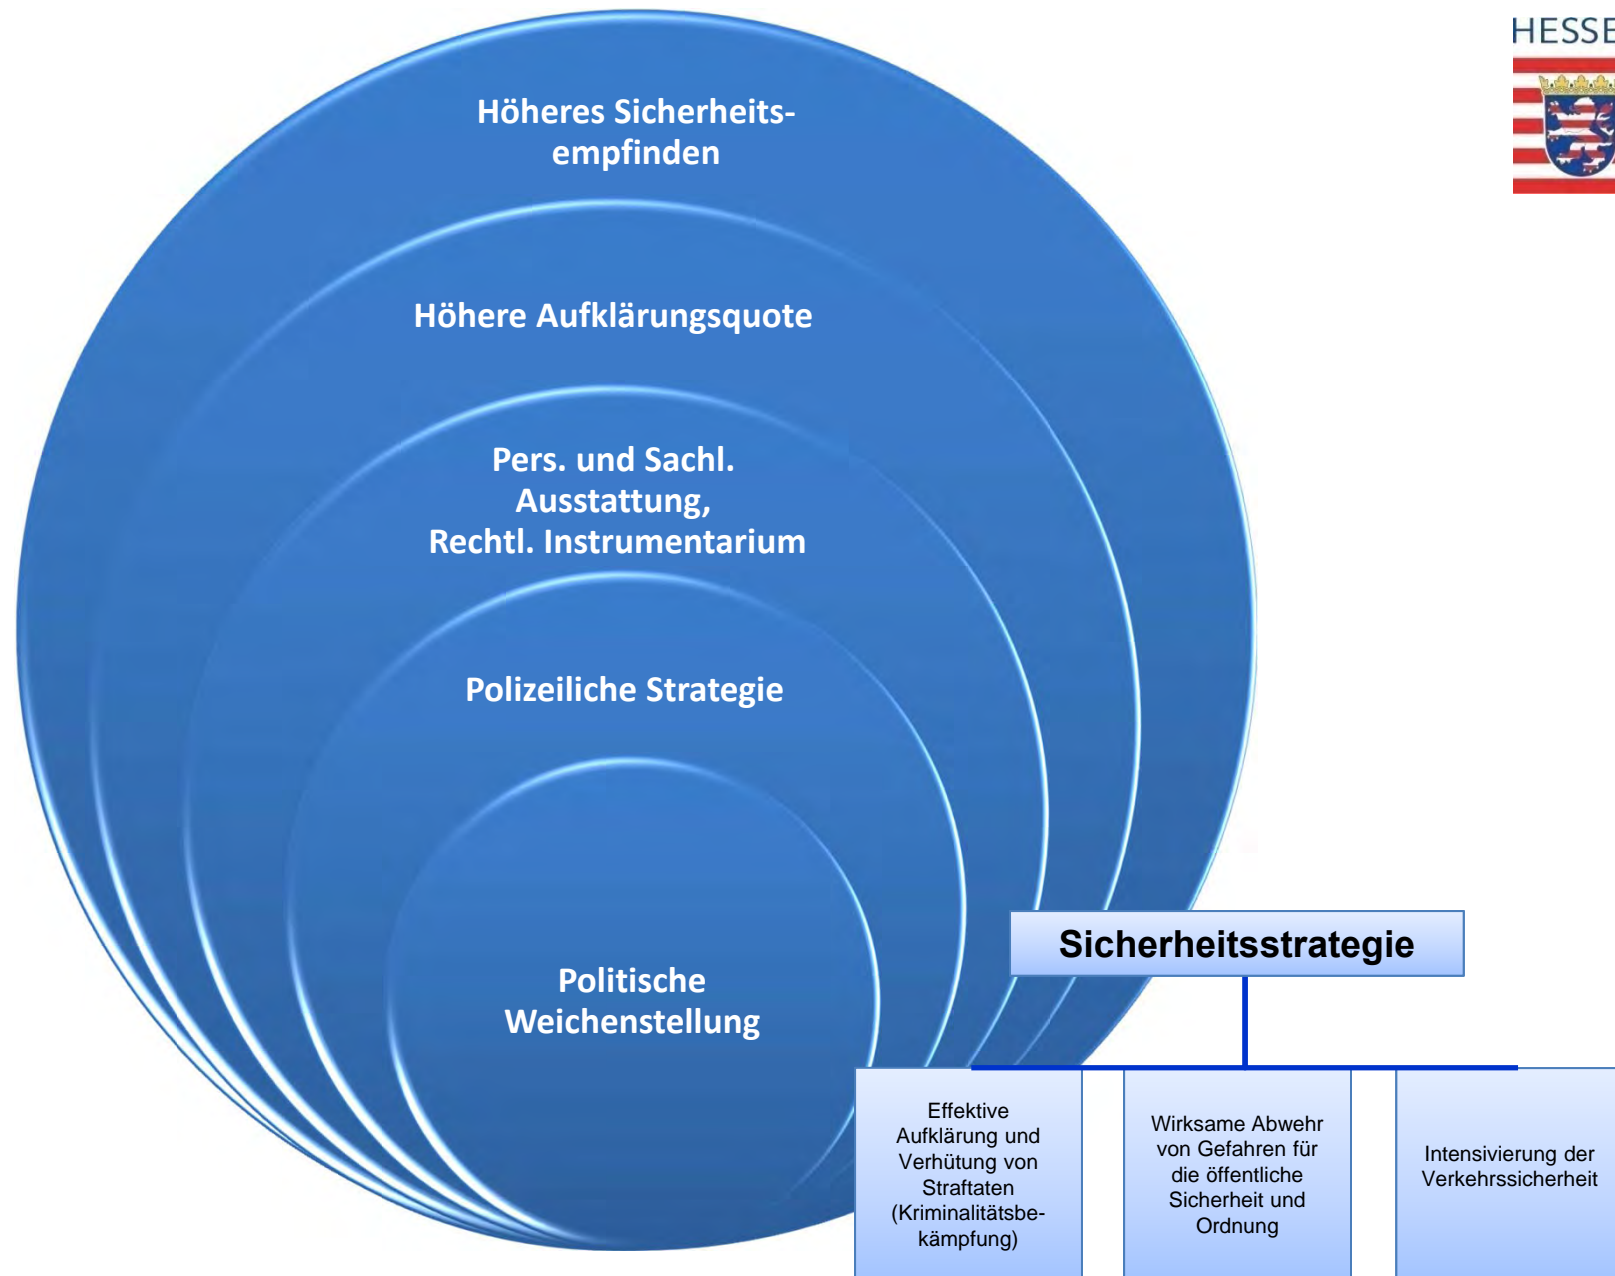 HESSE
Höheres Sicherheits-
empfinden
Höhere Aufklärungsquote
Pers. und Sachl.
Ausstattung,
Rechtl. Instrumentarium
Polizeiliche Strategie
Politische
Weichenstellung
Sicherheitsstrategie
Effektive
Aufklärung und
Verhütung von
Straftaten
(Kriminalitätsbe-
kämpfung)
Wirksame Abwehr
von Gefahren für
die öffentliche
Sicherheit und
Ordnung
Intensivierung der
Verkehrssicherheit